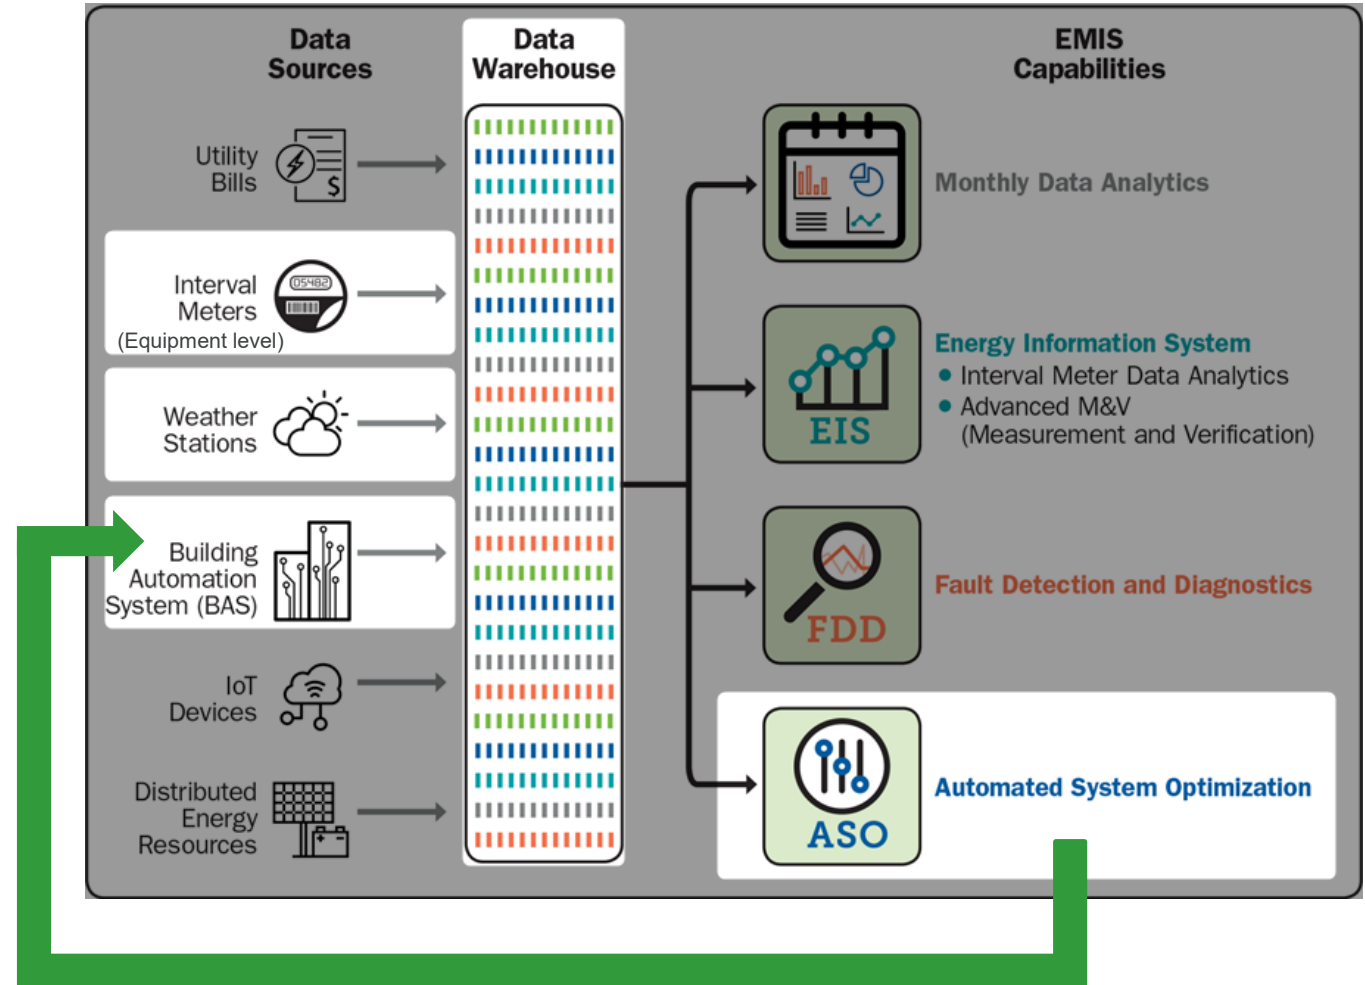 Data
Sources
Data
Warehouse
EMIS
Capabilities
Utility
Bills
$
Interval
Meters
(Equipment level)
05482
Weather
Stations
Building
Automation
System (BAS)
IoT
Devices
Distributed
Energy
Resources
Monthly Data Analytics
EIS
Energy Information System
• Interval Meter Data Analytics
• Advanced M&V
(Measurement and Verification)
FDD
Fault Detection and Diagnostics
ASO
Automated System Optimization